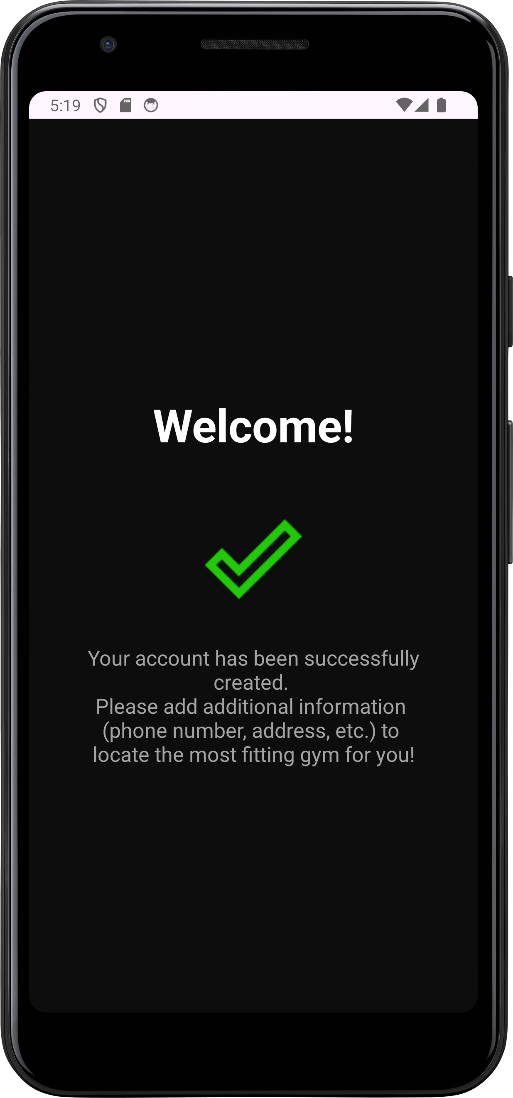 5:19
Welcome!
Your account has been successfully
created.
Please add additional information
(phone number, address, etc.) to
locate the most fitting gym for you!